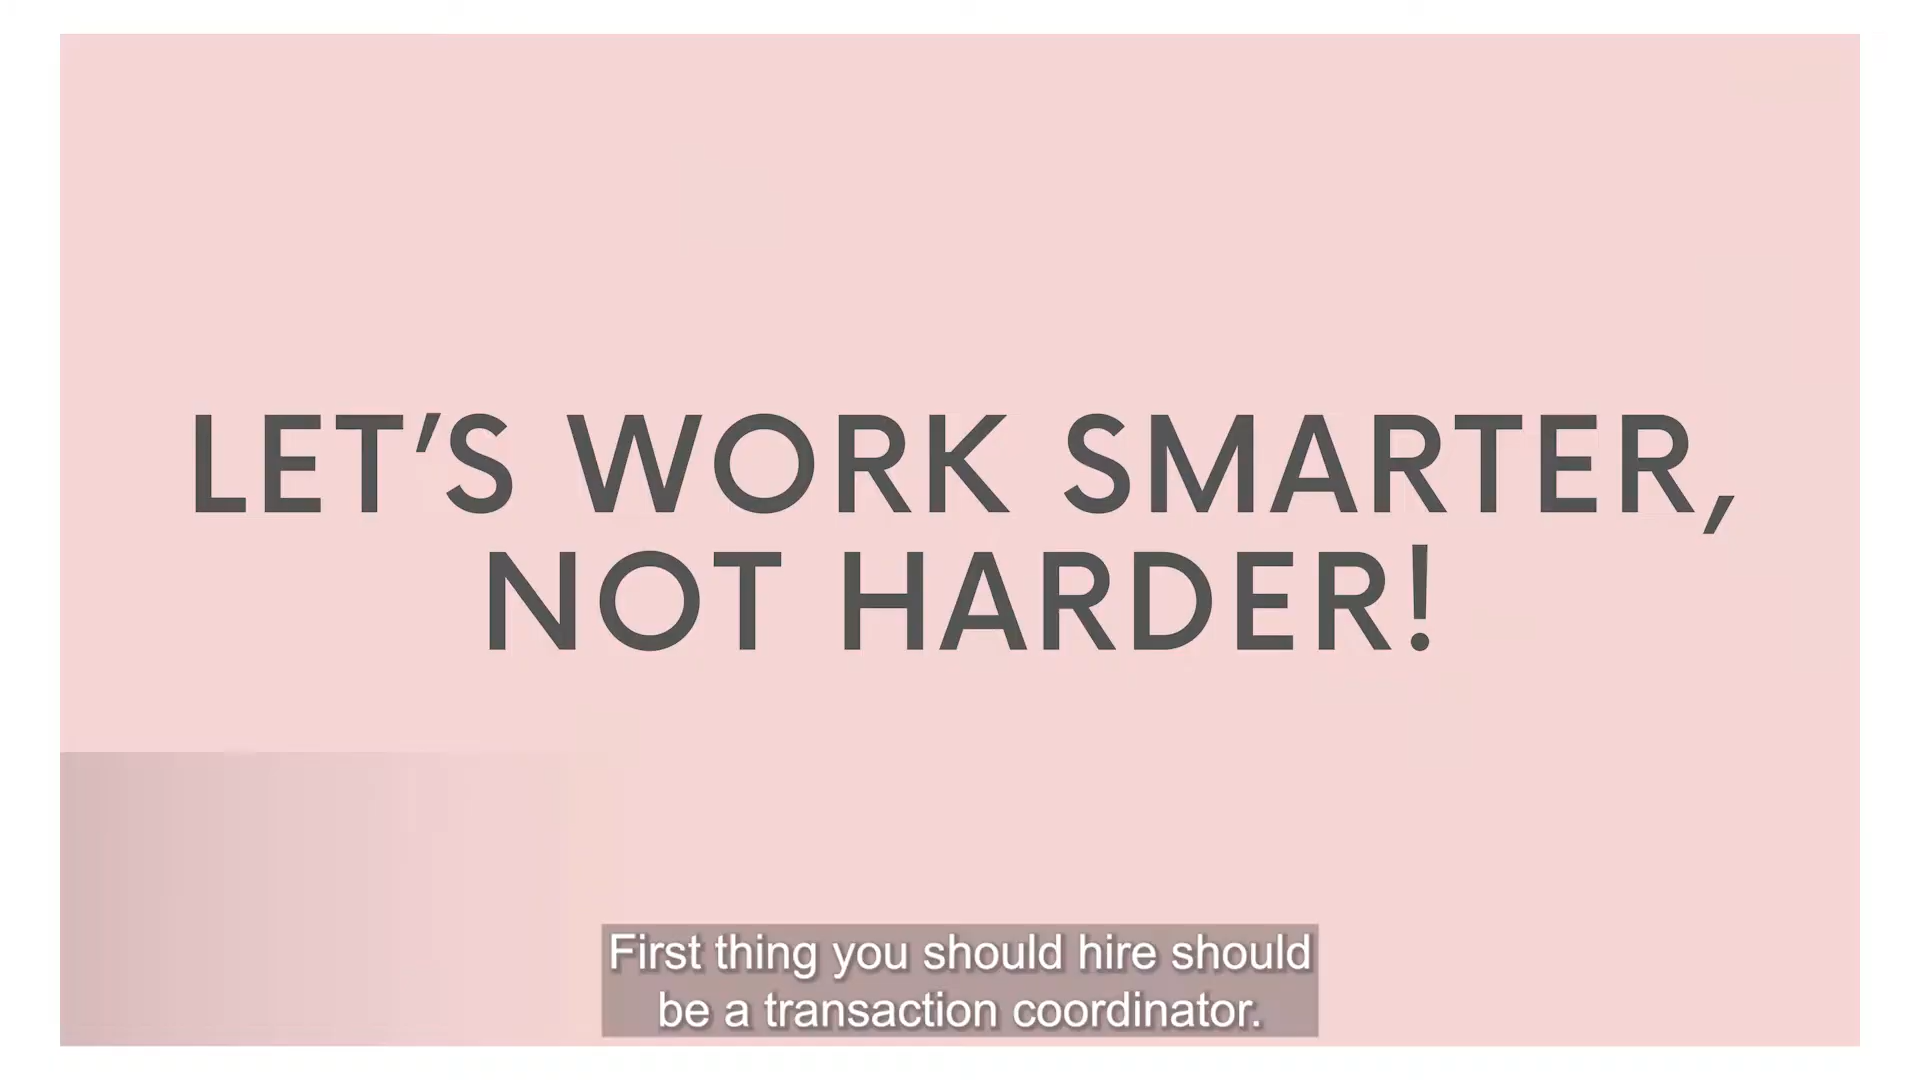 LET’S WORK SMARTER,
NOT HARDER!
First thing you should hire should
be a transaction coordinator.